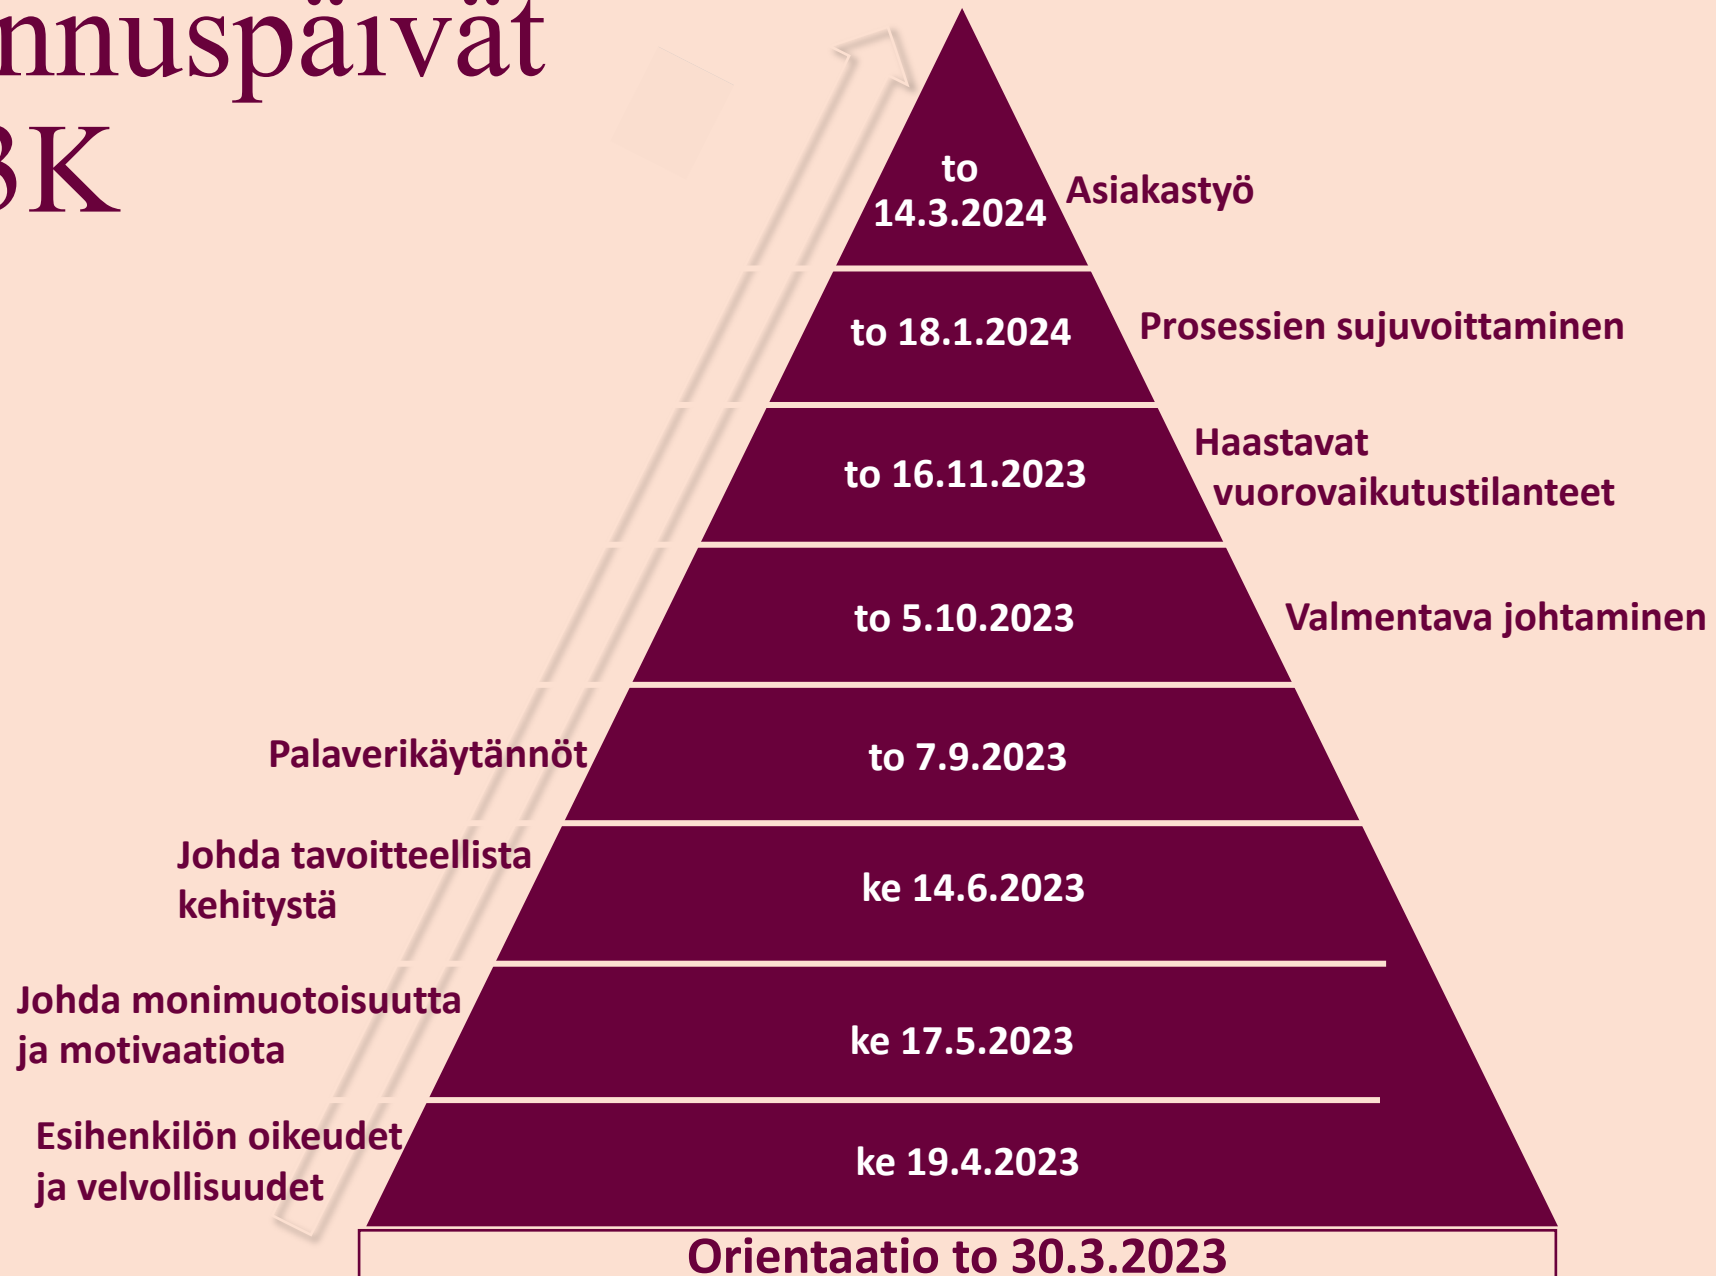 nnuspäivät
3K
to
14.3.2024
Asiakastyö
to 18.1.2024
Prosessien sujuvoittaminen
to 16.11.2023
Haastavat
vuorovaikutustilanteet
to 5.10.2023
Valmentava johtaminen
Palaverikäytännöt
to 7.9.2023
Johda tavoitteellista
kehitystä
ke 14.6.2023
Johda monimuotoisuutta
ja motivaatiota
ke 17.5.2023
Esihenkilön oikeudet
ja velvollisuudet
ke 19.4.2023
Orientaatio to 30.3.2023